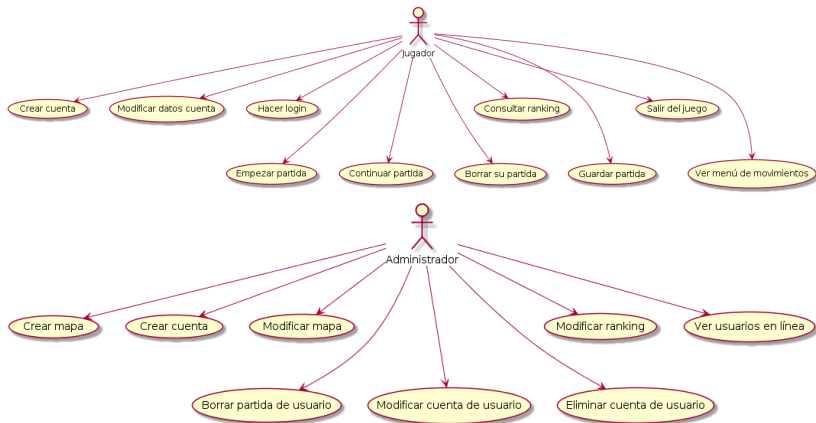 Jugador
Crear cuenta
Modificar datos cuenta
Hacer login
Consultar ranking
Salir del juego
Empezar partida
Continuar partida
Borrar su partida
Guardar partida
Ver menú de movimientos
Administrador
Crear mapa
Crear cuenta
Modificar mapa
Modificar ranking
Ver usuarios en línea
Borrar partida de usuario
Modificar cuenta de usuario
Eliminar cuenta de usuario